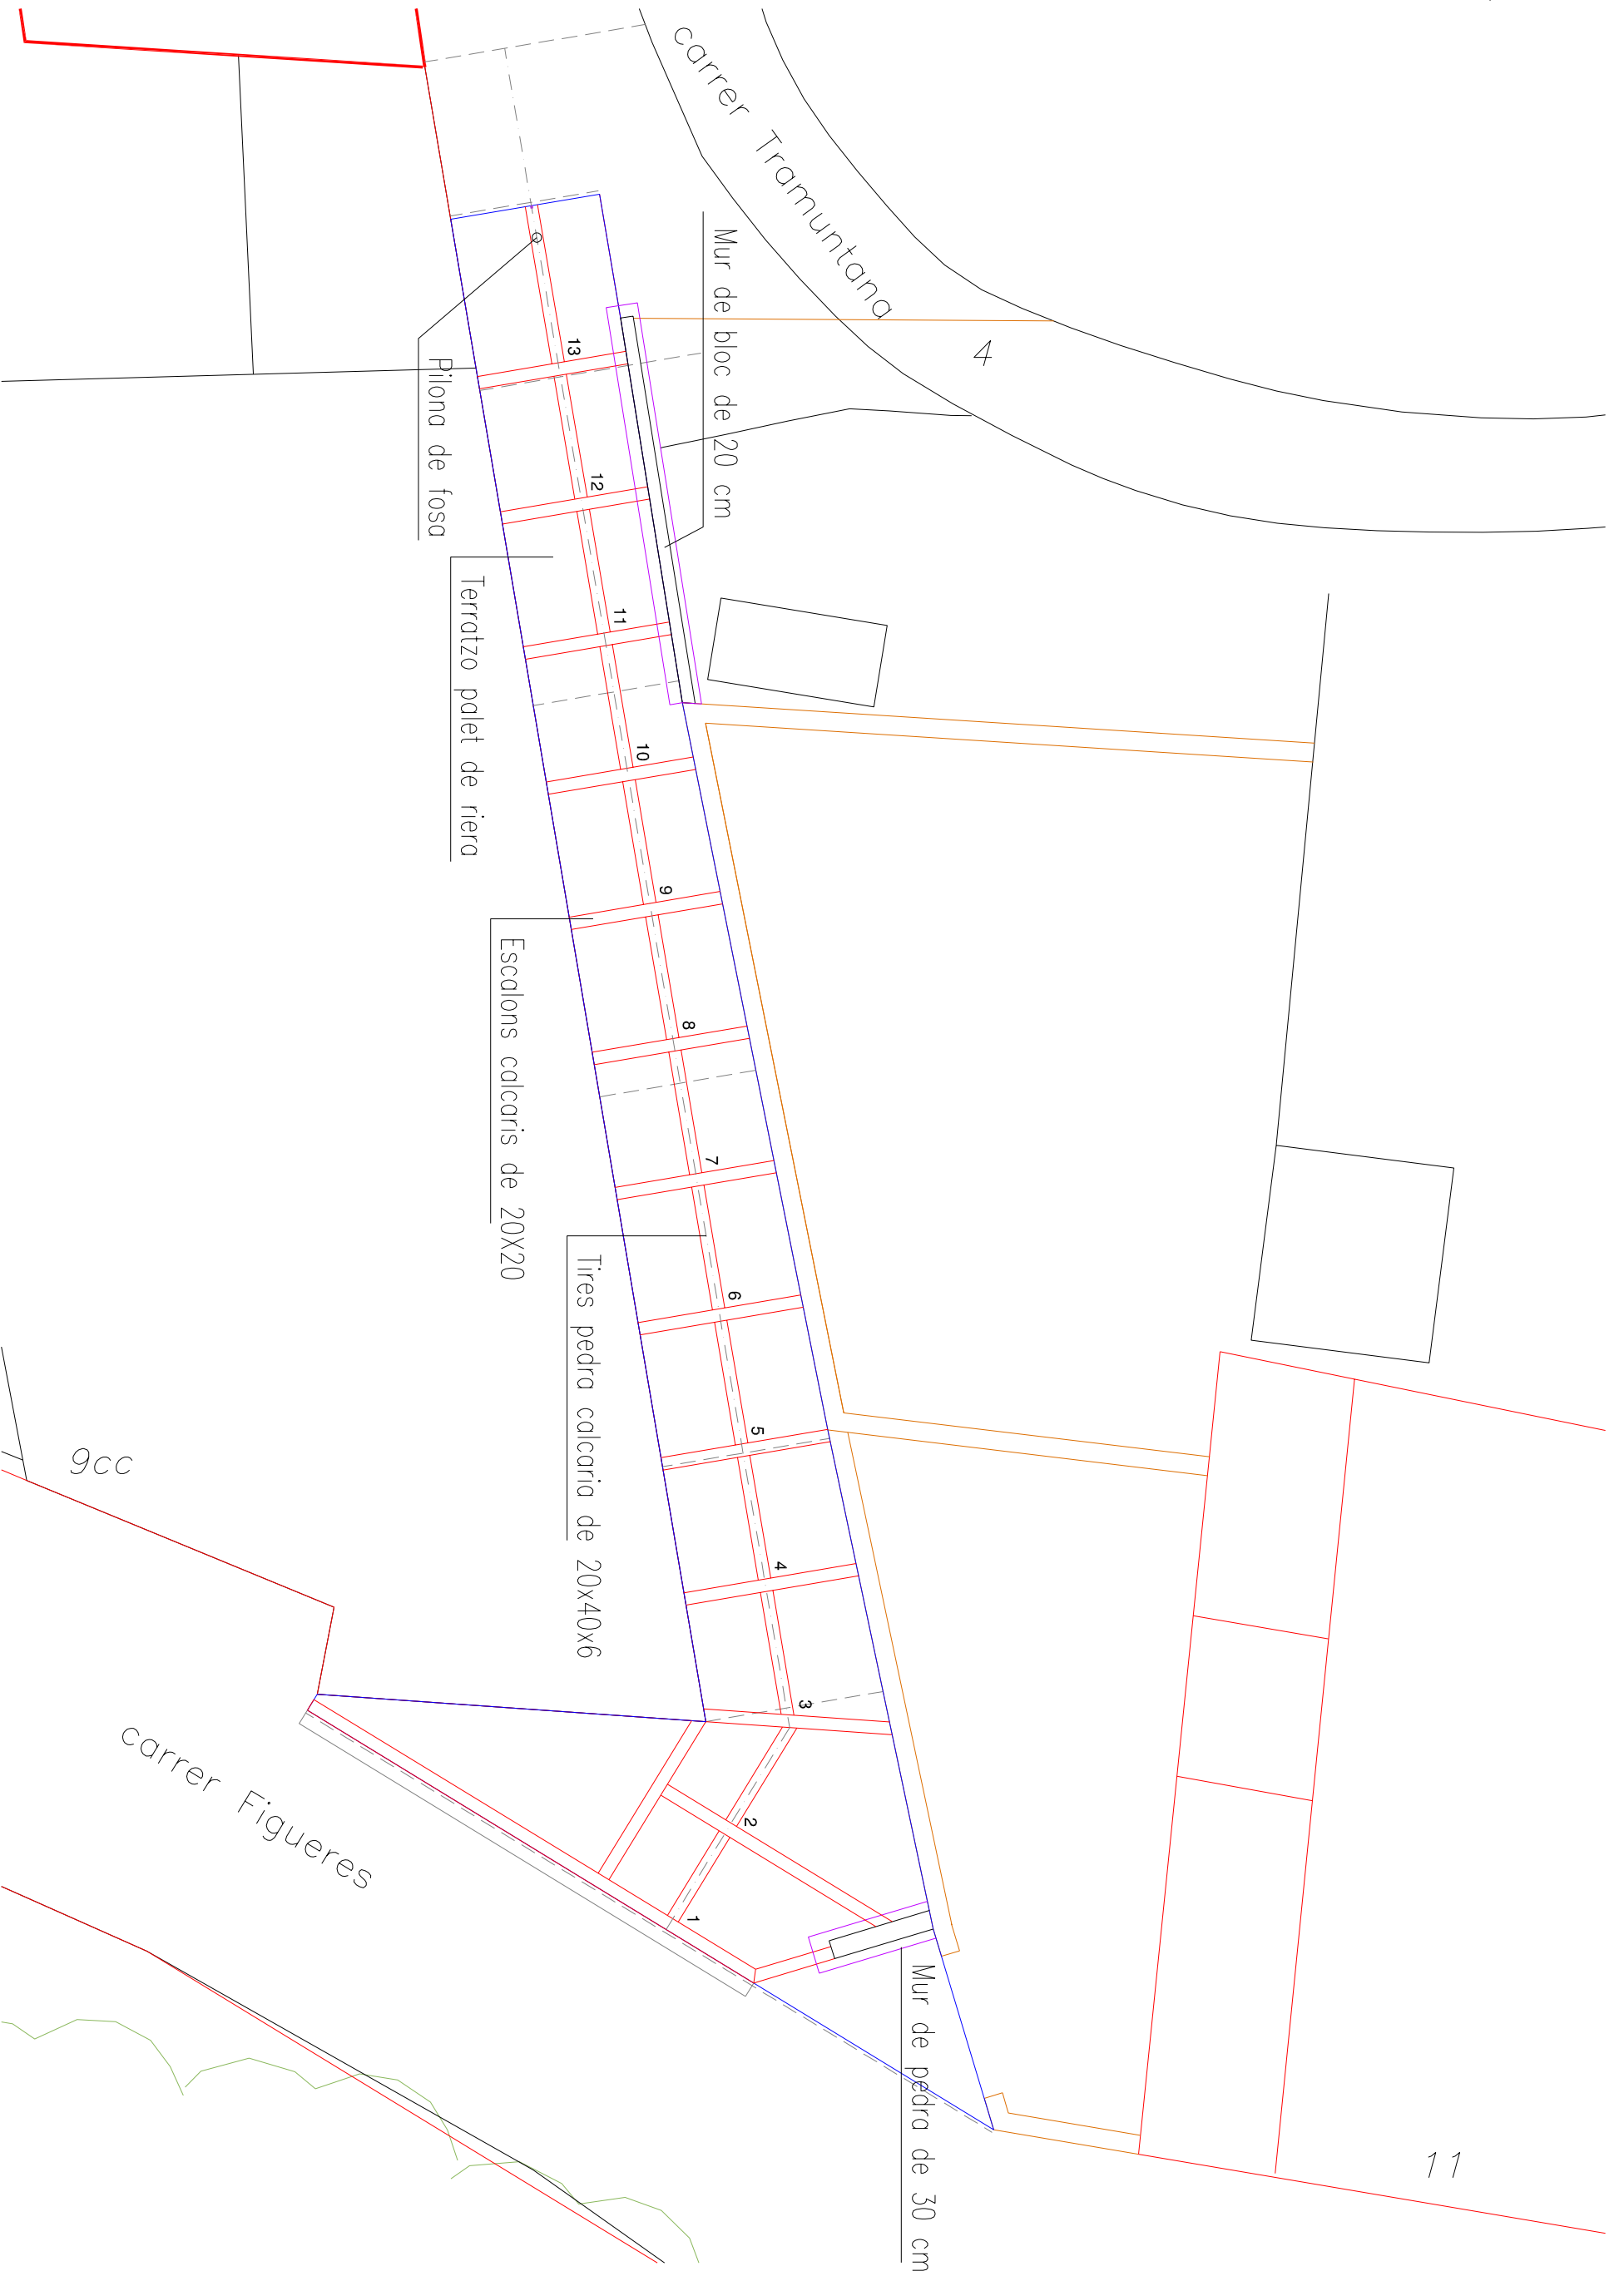 carrer Tramuntana
4
Mur de bloc de 20 cm
Pilona de fosa
Terratzo palet de riera
Escalons calcaris de 20X20
Tires pedra calcaria de 20x40x6
13
12
11
10
9
8
7
6
5
4
3
2
1
9cc
carrer Figueres
Mur de pedra de 30 cm
11